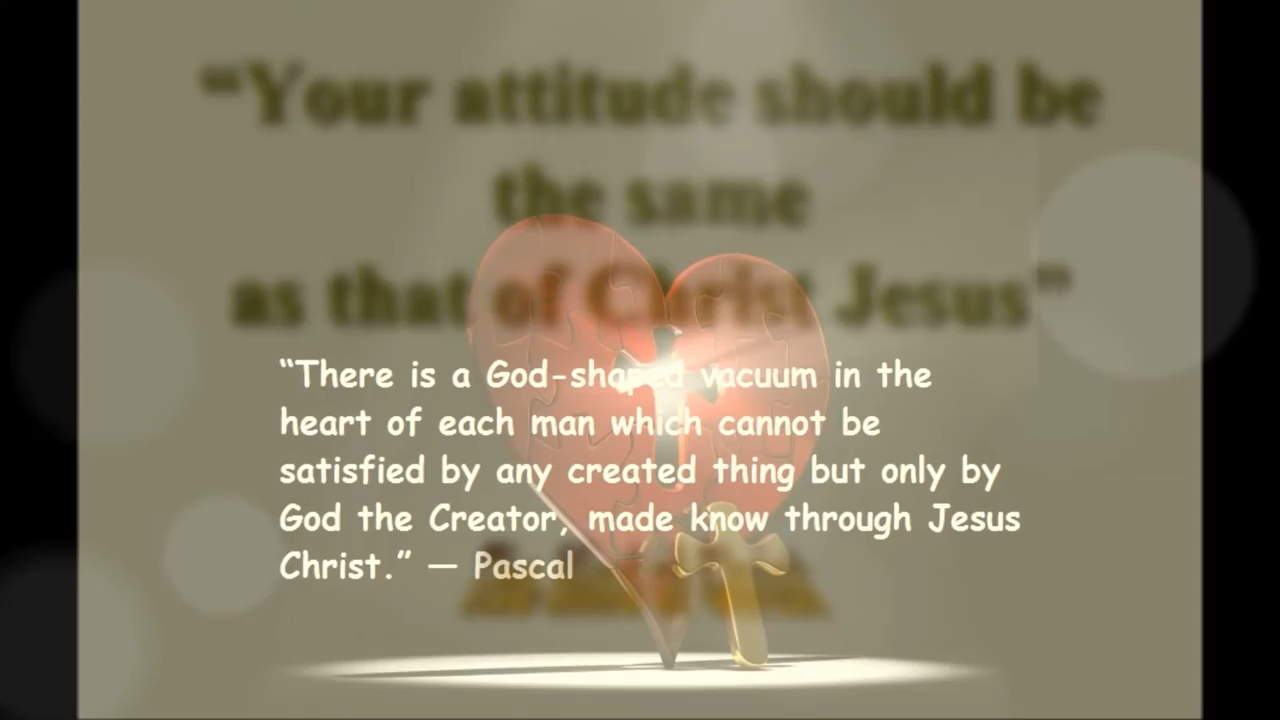 “Your attitude should be
the same
as that of Christ Jesus”
“There is a God-shaped vacuum in the
heart of each man which cannot be
satisfied by any created thing but only by
God the Creator, made know through Jesus
Christ.” — Pascal